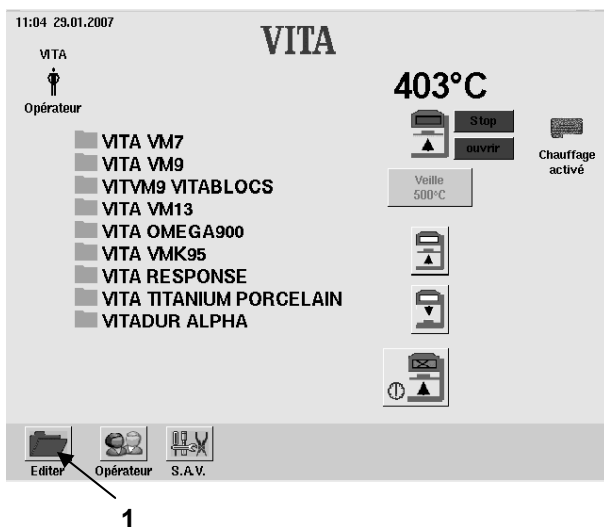 11:04 29.01.2007
VITA
VITA
Opérateur
403°C
Stop
ouvrir
Chauffage
activé
Veille
500°C
VITA VM7
VITA VM9
VITVM9 VITABLOCS
VITA VM13
VITA OMEGA900
VITA VMK95
VITA RESPONSE
VITA TITANIUM PORCELAIN
VITADUR ALPHA
Editer
Opérateur
S.A.V.
1